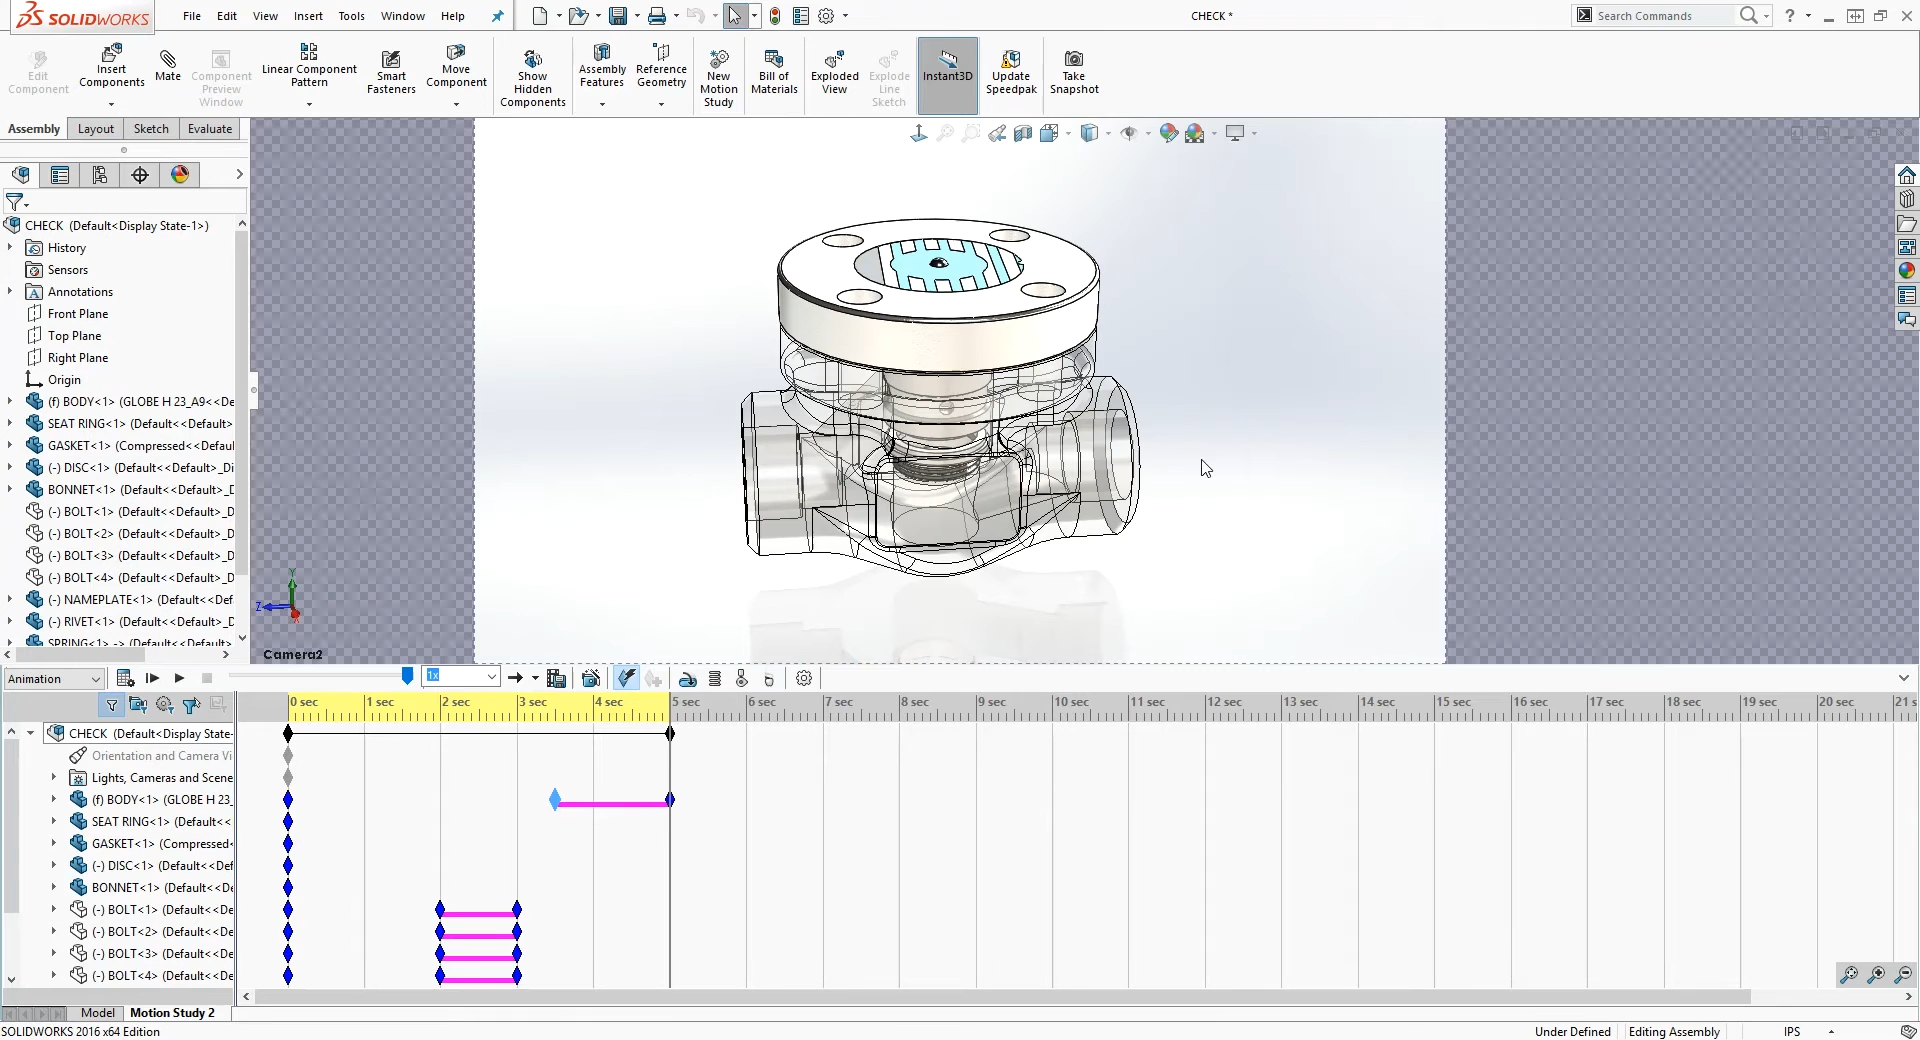 SOLIDWORKS
File Edit View Insert Tools Window Help
CHECK *
Search Commands
Edit Component
Insert Components
Mate
Component Preview Window
Linear Component Pattern
Smart Fasteners
Move Component
Show Hidden Components
Assembly Features
Reference Geometry
New Motion Study
Bill of Materials
Exploded View
Explode Line Sketch
Instant3D
Update Speedpak
Take Snapshot
Assembly Layout Sketch Evaluate
CHECK (Default<Display State-1>)
History
Sensors
Annotations
Front Plane
Top Plane
Right Plane
Origin
(f) BODY<1> (GLOBE H 23_A9<<De
SEAT RING<1> (Default<<Default>
GASKET<1> (Compressed<<Defaul
(-) DISC<1> (Default<<Default>_Di
BONNET<1> (Default<<Default>_D
(-) BOLT<1> (Default<<Default>_D
(-) BOLT<2> (Default<<Default>_D
(-) BOLT<3> (Default<<Default>_D
(-) BOLT<4> (Default<<Default>_D
(-) NAMEPLATE<1> (Default<<Def
(-) RIVET<1> (Default<<Default>_D
SPRING<1> -> (Default<<Default>
Y
Z
X
Camera2
Animation
1x
0 sec 1 sec 2 sec 3 sec 4 sec 5 sec 6 sec 7 sec 8 sec 9 sec 10 sec 11 sec 12 sec 13 sec 14 sec 15 sec 16 sec 17 sec 18 sec 19 sec 20 sec 21 s
CHECK (Default<Display State-
Orientation and Camera Vi
Lights, Cameras and Scene
(f) BODY<1> (GLOBE H 23_
SEAT RING<1> (Default<<
GASKET<1> (Compressed<
(-) DISC<1> (Default<<Def
BONNET<1> (Default<<De
(-) BOLT<1> (Default<<De
(-) BOLT<2> (Default<<De
(-) BOLT<3> (Default<<De
(-) BOLT<4> (Default<<De
Model Motion Study 2
SOLIDWORKS 2016 x64 Edition
Under Defined Editing Assembly IPS